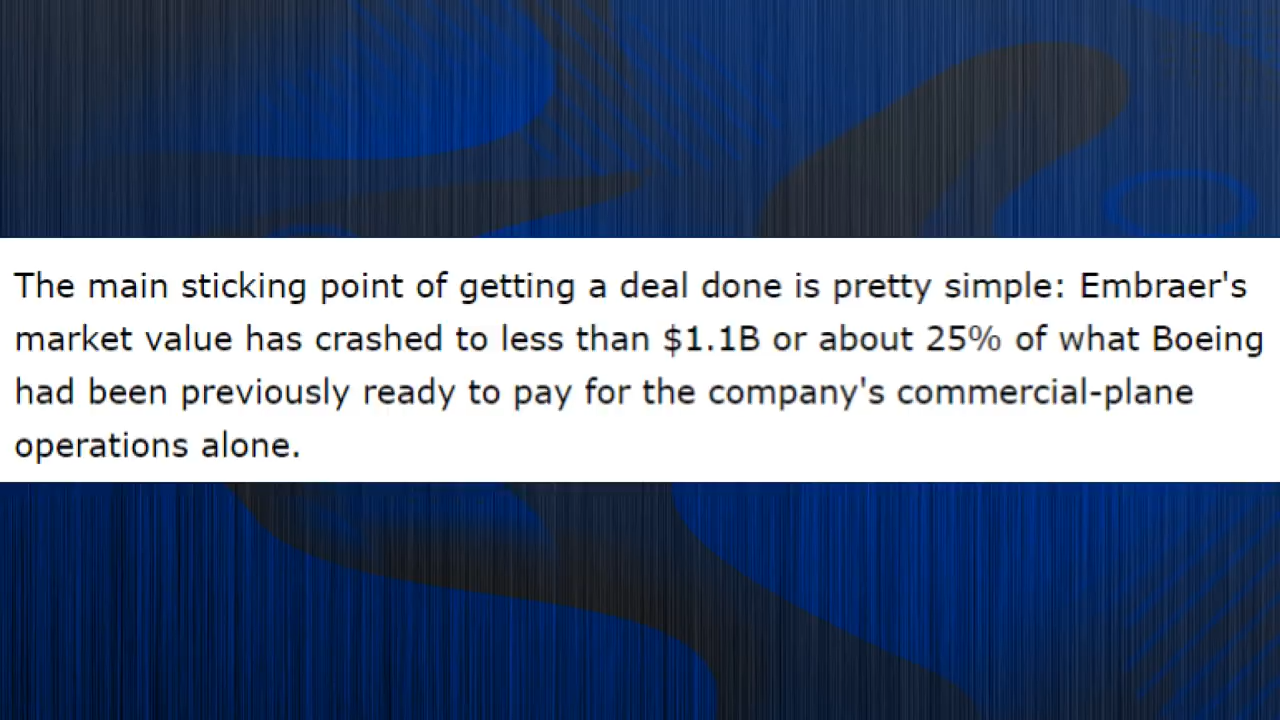 The main sticking point of getting a deal done is pretty simple: Embraer's
market value has crashed to less than $1.1B or about 25% of what Boeing
had been previously ready to pay for the company's commercial-plane
operations alone.